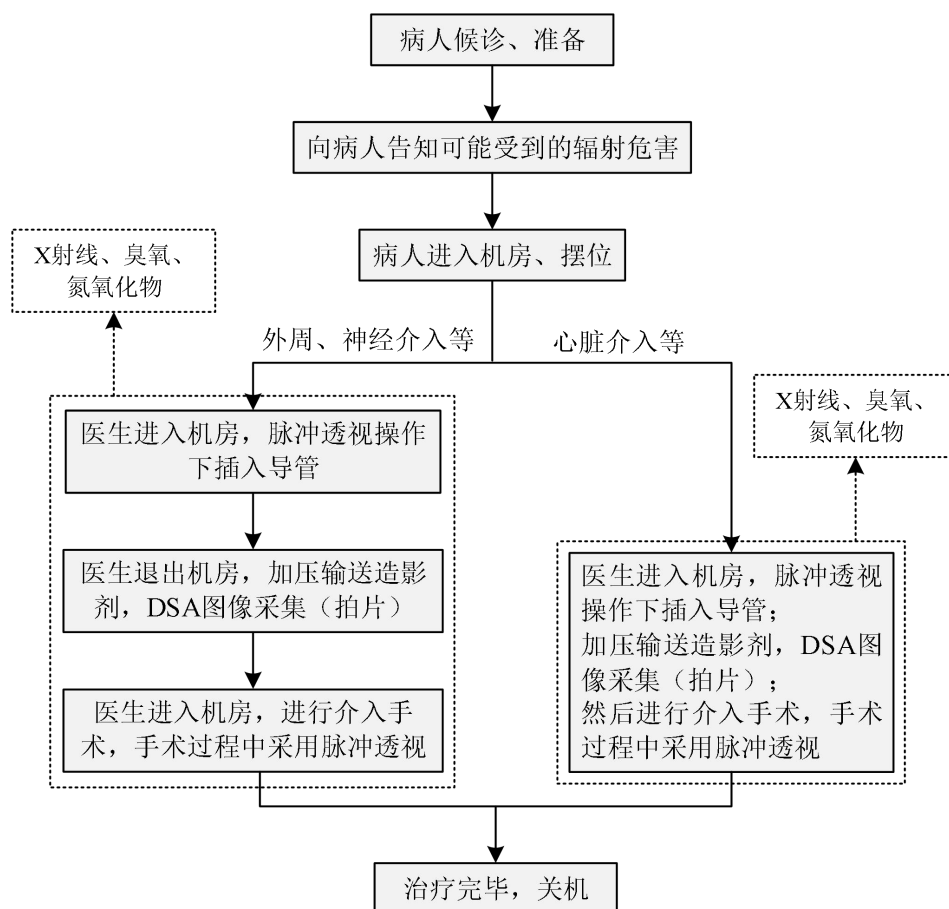 病人候诊、准备
向病人告知可能受到的辐射危害
病人进入机房、摆位
X射线、臭氧、
氮氧化物
外周、神经介入等
心脏介入等
医生进入机房，脉冲透视操作
下插入导管
医生退出机房，加压输送造影
剂，DSA图像采集（拍片）
医生进入机房，进行介入手
术，手术过程中采用脉冲透视
X射线、臭氧、
氮氧化物
医生进入机房，脉冲透视
操作下插入导管；
加压输送造影剂，DSA图
像采集（拍片）；
然后进行介入手术，手术
过程中采用脉冲透视
治疗完毕，关机